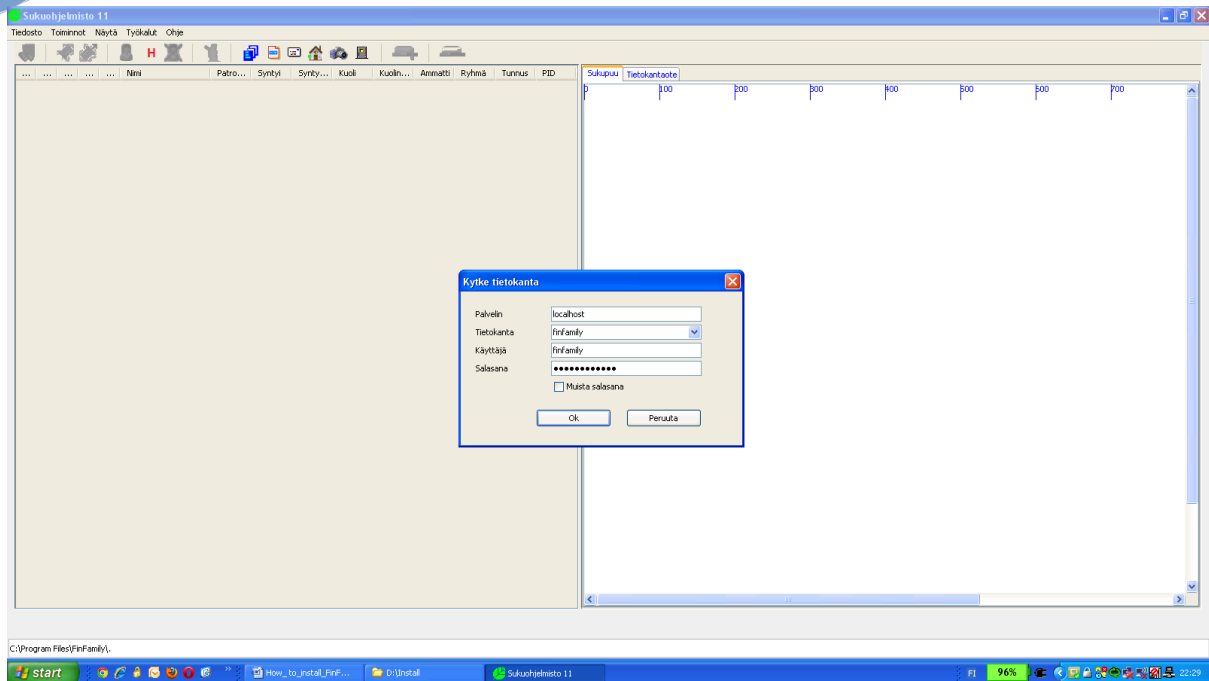 Sukuohjelmisto 11
Tiedosto Toiminnot Näytä Työkalut Ohje
H
... ... ... ... ... Nimi Patro... Syntyi Synty... Kuoli Kuolin... Ammatti Ryhmä Tunnus PID
Sukupuu Tietokantaote
0 100 200 300 400 500 600 700
Kytke tietokanta
Palvelin localhost
Tietokanta finfamily
Käyttäjä finfamily
Salasana ●●●●●●●●●●●●
Muista salasana
Ok Peruuta
C:\Program Files\FinFamily\.
start How_to_install_FinF... D:\Install Sukuohjelmisto 11 FI 96% 22:29